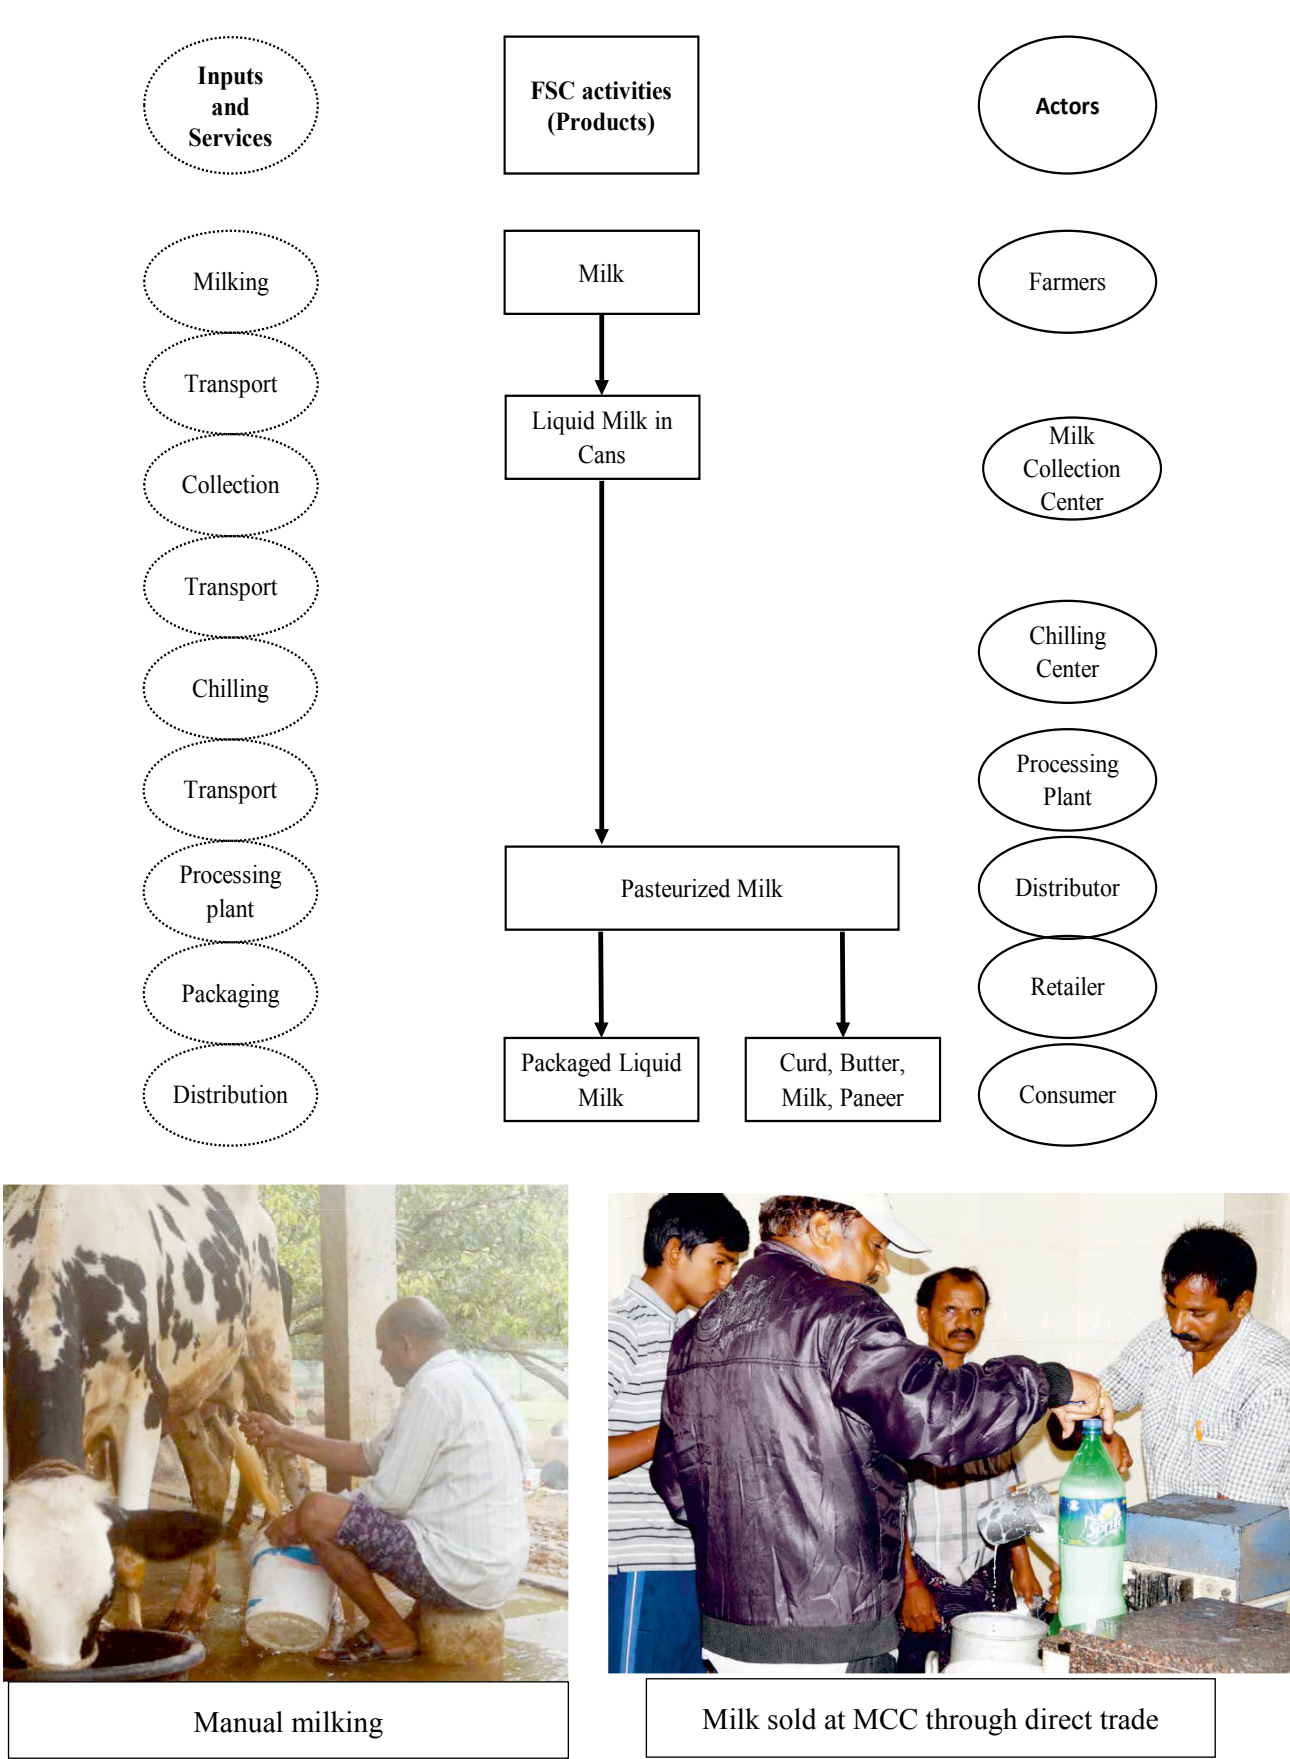 Inputs
and
Services
FSC activities
(Products)
Actors
Milking
Transport
Collection
Transport
Chilling
Transport
Processing
plant
Packaging
Distribution
Milk
Liquid Milk in
Cans
Pasteurized Milk
Packaged Liquid
Milk
Curd, Butter,
Milk, Paneer
Farmers
Milk
Collection
Center
Chilling
Center
Processing
Plant
Distributor
Retailer
Consumer
Sprite
Manual milking
Milk sold at MCC through direct trade